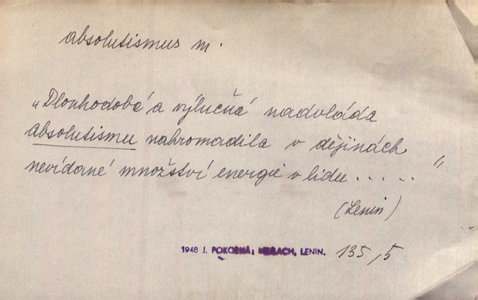 absolutismus m.
„Dlouhodobá a výlučná nadvláda
absolutismu nahromadila v dějinách
nevídané množství energie v lidu ..... "
(Lenin)
1948 J. POKORNÁ: LENIN. 135,5